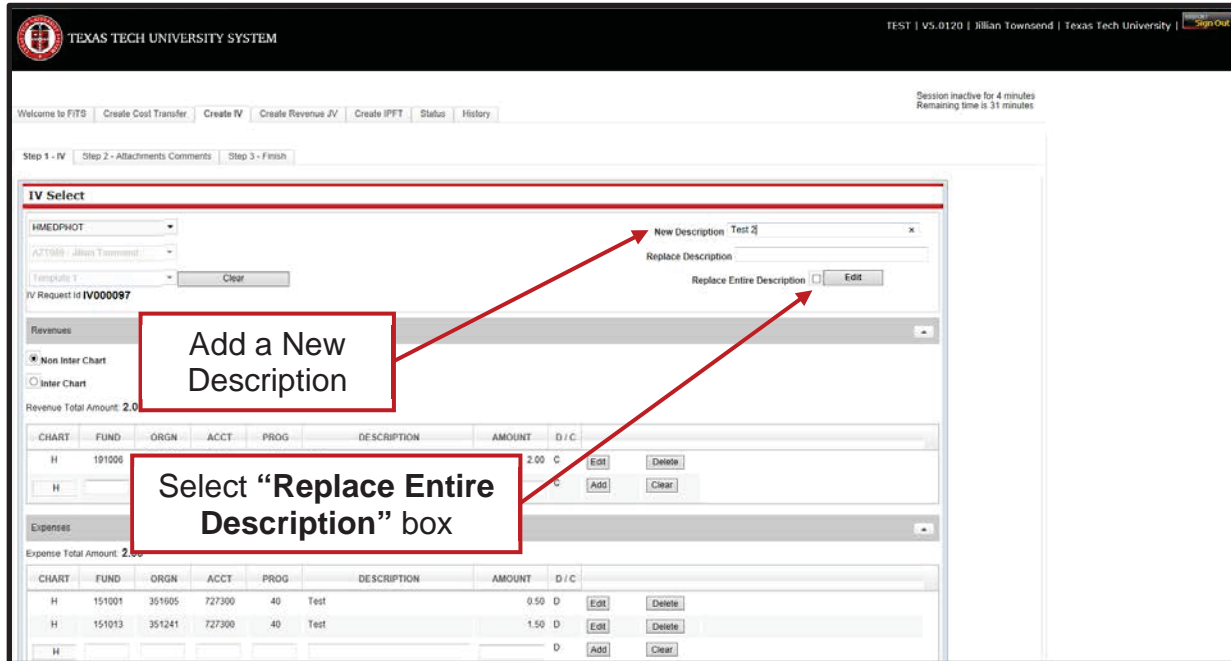 TEXAS TECH UNIVERSITY SYSTEM
TEST | V5.0120 | Jillian Townsend | Texas Tech University | Sign Out
Session inactive for 4 minutes
Remaining time is 31 minutes
Welcome to FiTS Create Cost Transfer Create IV Create Revenue JV Create IPFT Status History
Step 1 - IV Step 2 - Attachments Comments Step 3 - Finish
IV Select
HMEDPHOT
New Description Test 2 x
Jillian Townsend
Replace Description
Template 1 Clear
Replace Entire Description Edit
IV Request Id IV000097
Revenues
Add a New
Description
Non Inter Chart
Inter Chart
Revenue Total Amount: 2.0
CHART FUND ORGN ACCT PROG DESCRIPTION AMOUNT D / C
H 191006 2.00 C Edit Delete
H C Add Clear
Select “Replace Entire
Description” box
Expenses
Expense Total Amount:
CHART FUND ORGN ACCT PROG DESCRIPTION AMOUNT D / C
H 151001 351605 727300 40 Test 0.50 D Edit Delete
H 151013 351241 727300 40 Test 1.50 D Edit Delete
H D Add Clear